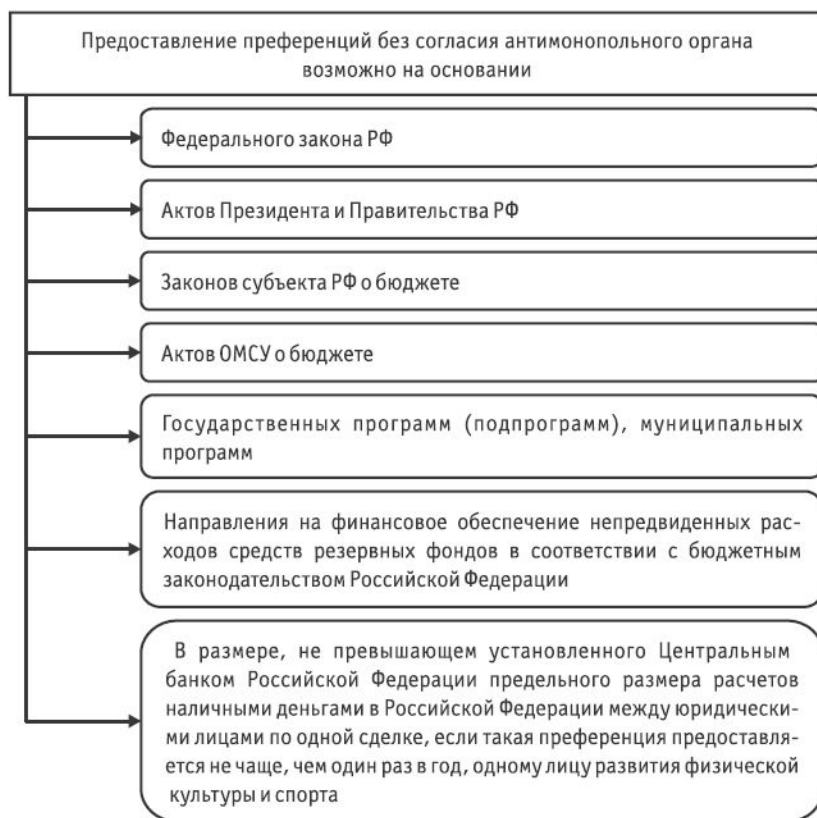 Предоставление преференций без согласия антимонопольного органа
возможно на основании
Федерального закона РФ
Актов Президента и Правительства РФ
Законов субъекта РФ о бюджете
Актов ОМСУ о бюджете
Государственных программ (подпрограмм), муниципальных
программ
Направления на финансовое обеспечение непредвиденных рас-
ходов средств резервных фондов в соответствии с бюджетным
законодательством Российской Федерации
В размере, не превышающем установленного Центральным
банком Российской Федерации предельного размера расчетов
наличными деньгами в Российской Федерации между юридически-
ми лицами по одной сделке, если такая преференция предоставля-
ется не чаще, чем один раз в год, одному лицу развития физической
культуры и спорта